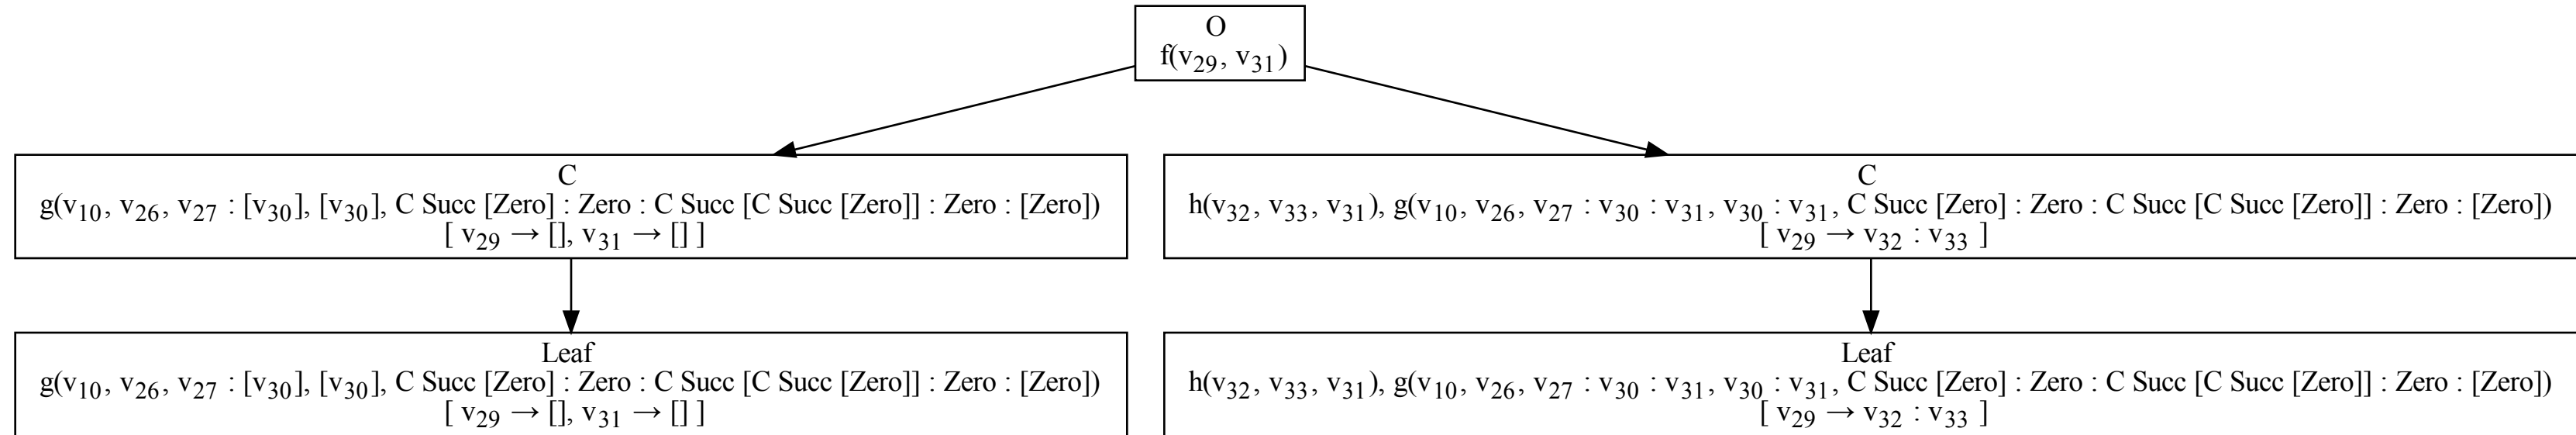 O
f(v29, v31)
C
g(v10, v26, v27 : [v30], [v30], C Succ [Zero] : Zero : C Succ [C Succ [Zero]] : Zero : [Zero])
[ v29 → [], v31 → [] ]
C
h(v32, v33, v31), g(v10, v26, v27 : v30 : v31, v30 : v31, C Succ [Zero] : Zero : C Succ [C Succ [Zero]] : Zero : [Zero])
[ v29 → v32 : v33 ]
Leaf
g(v10, v26, v27 : [v30], [v30], C Succ [Zero] : Zero : C Succ [C Succ [Zero]] : Zero : [Zero])
[ v29 → [], v31 → [] ]
Leaf
h(v32, v33, v31), g(v10, v26, v27 : v30 : v31, v30 : v31, C Succ [Zero] : Zero : C Succ [C Succ [Zero]] : Zero : [Zero])
[ v29 → v32 : v33 ]